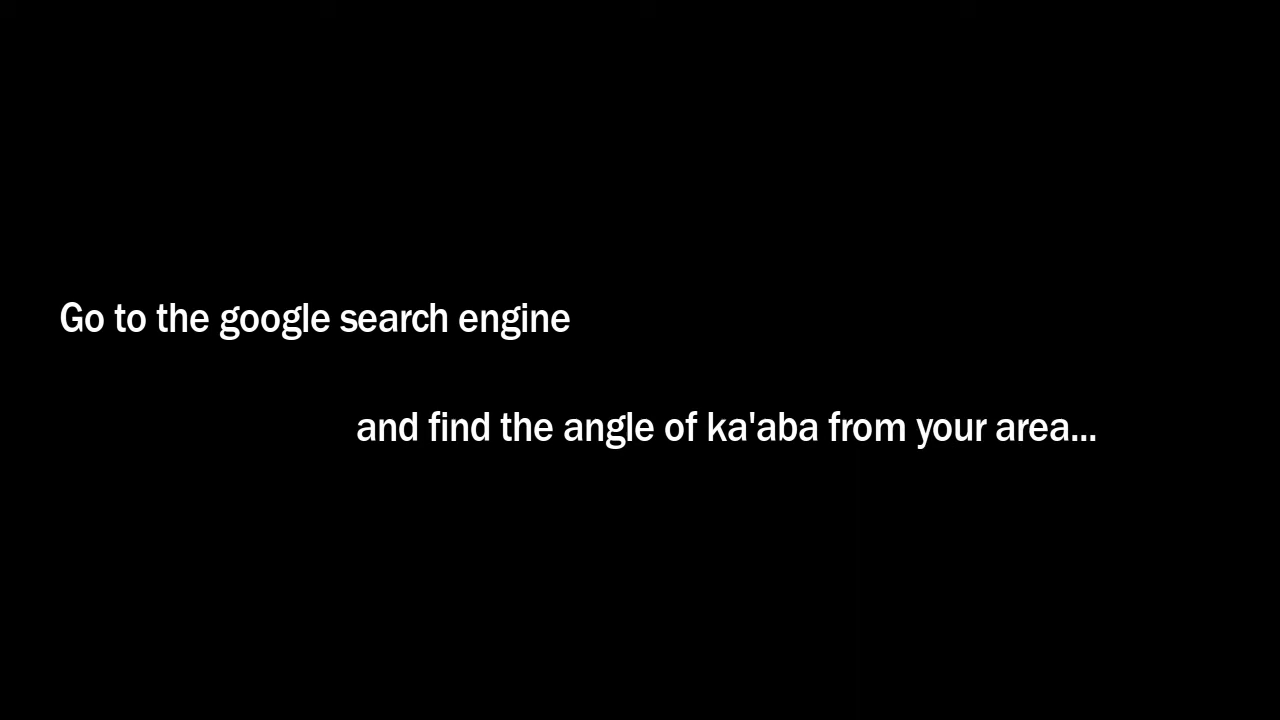 Go to the google search engine
and find the angle of ka'aba from your area...